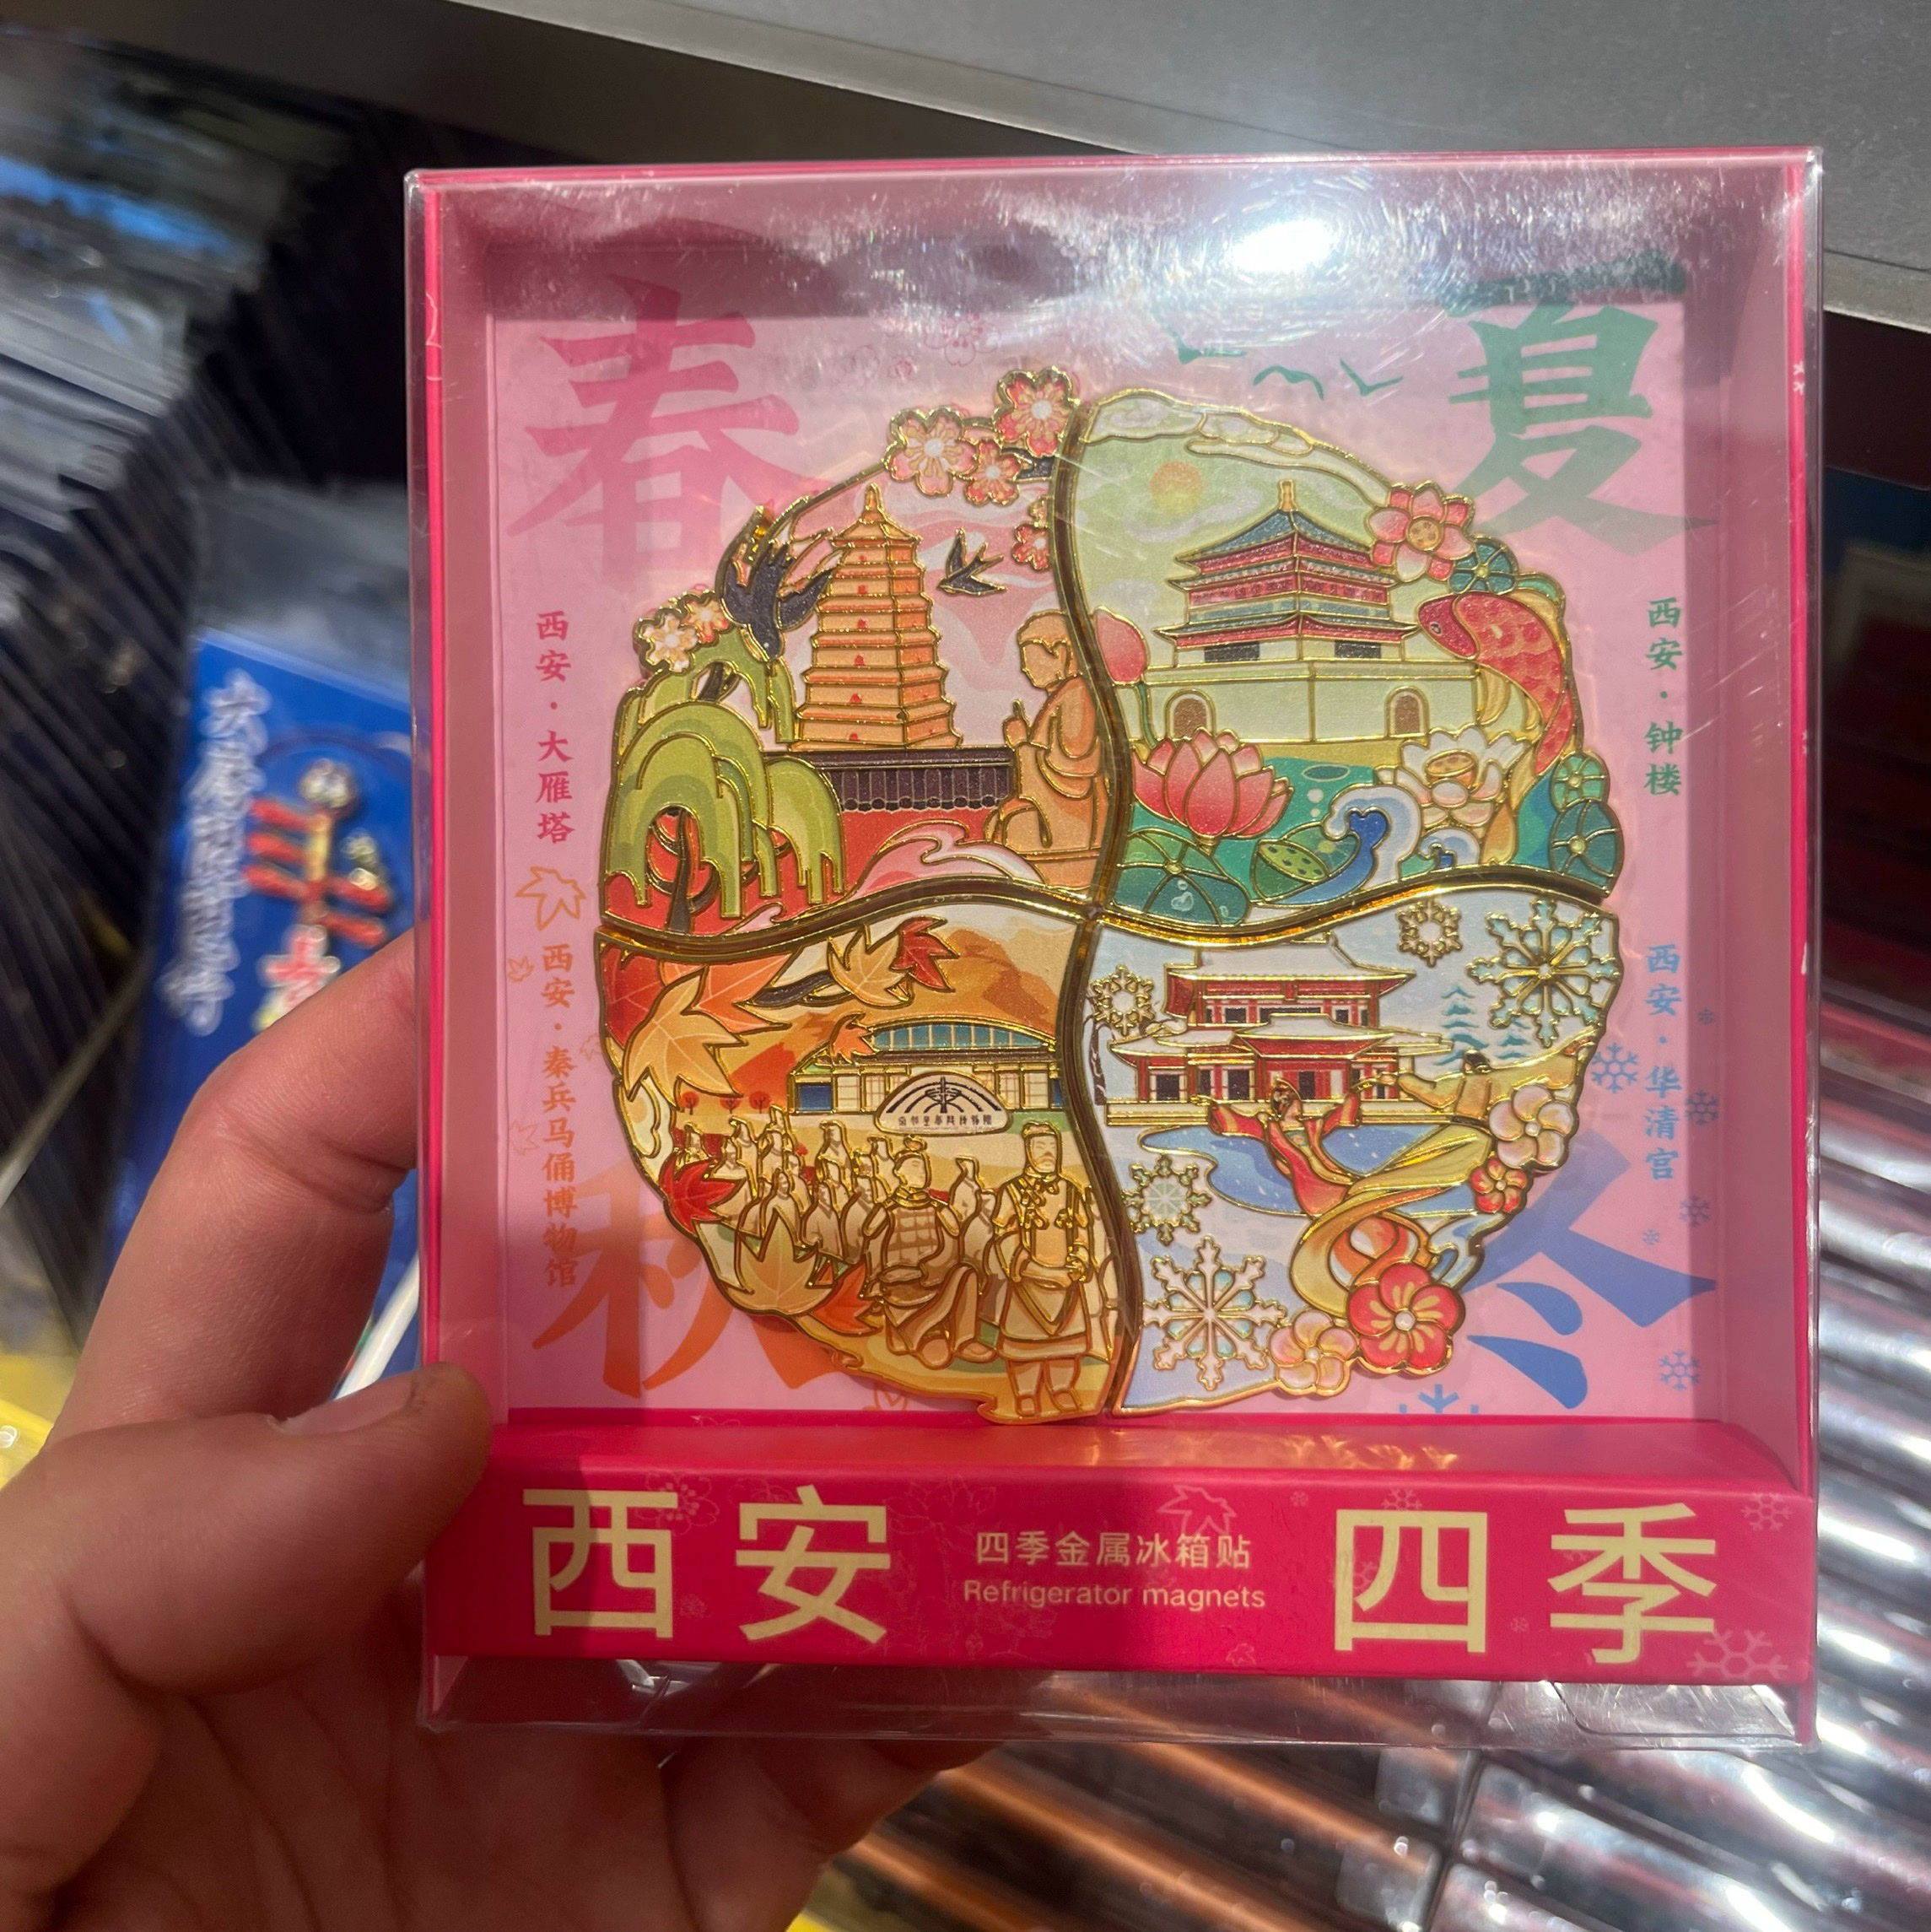 春
夏
西安·大雁塔
西安·钟楼
西安·秦兵马俑博物馆
西安·华清宫
秋
冬
西安
四季金属冰箱贴
Refrigerator magnets
四季